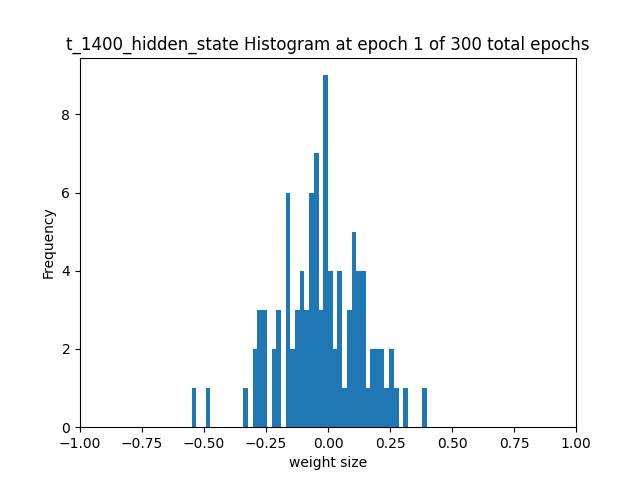 t_1400_hidden_state Histogram at epoch 1 of 300 total epochs
Frequency
8
6
4
2
0
−1.00 −0.75 −0.50 −0.25 0.00 0.25 0.50 0.75 1.00
weight size